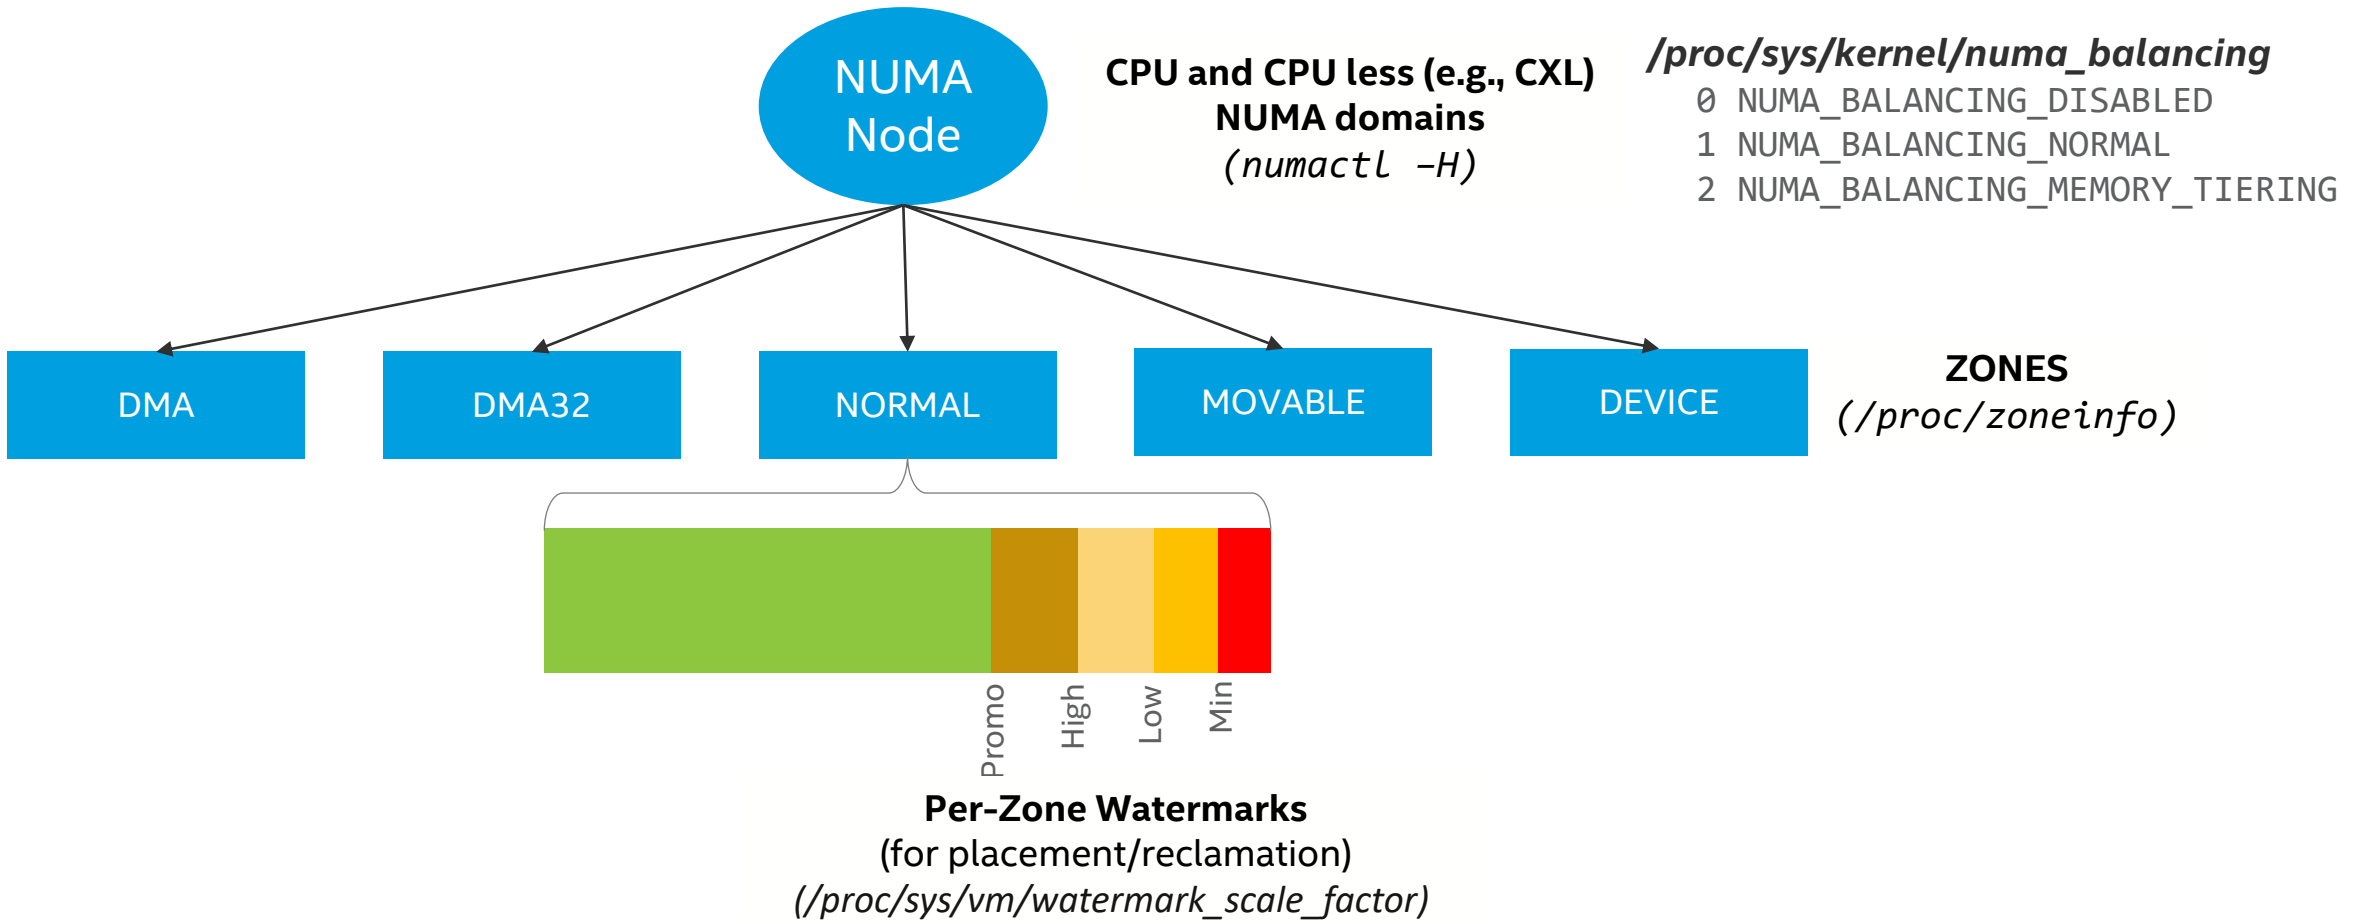 NUMA
Node
CPU and CPU less (e.g., CXL)
NUMA domains
(numactl –H)
/proc/sys/kernel/numa_balancing
0 NUMA_BALANCING_DISABLED
1 NUMA_BALANCING_NORMAL
2 NUMA_BALANCING_MEMORY_TIERING
DMA
DMA32
NORMAL
MOVABLE
DEVICE
ZONES
(/proc/zoneinfo)
Promo
High
Low
Min
Per-Zone Watermarks
(for placement/reclamation)
(/proc/sys/vm/watermark_scale_factor)